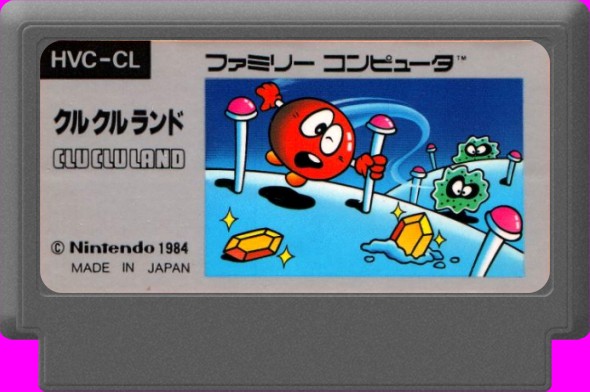 HVC-CL
ファミリー コンピュータ™
クルクルランド
CLU CLU LAND
© Nintendo 1984
MADE IN JAPAN